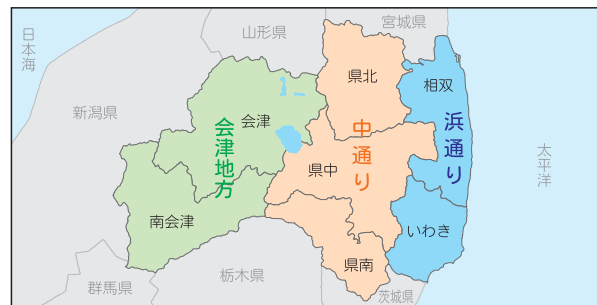 日本海
山形県
宮城県
新潟県
県北
相双
会津
会津地方
中通り
浜通り
太平洋
県中
南会津
いわき
県南
栃木県
群馬県
茨城県